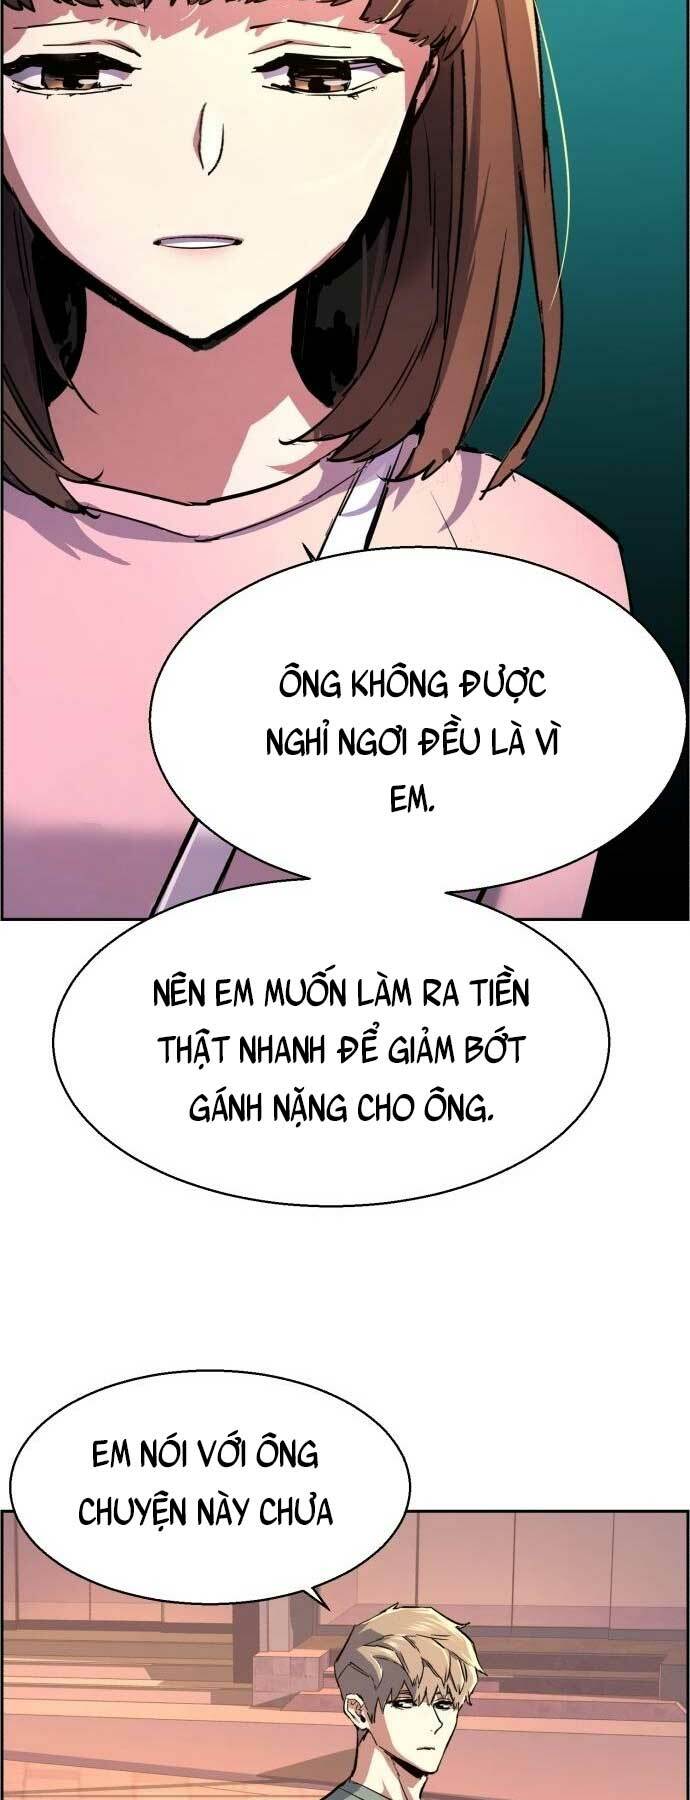 ÔNG KHÔNG ĐƯỢC
NGHỈ NGƠI ĐỀU LÀ VÌ
EM.
NÊN EM MUỐN LÀM RA TIỀN
THẬT NHANH ĐỂ GIẢM BỚT
GÁNH NẶNG CHO ÔNG.
EM NÓI VỚI ÔNG
CHUYỆN NÀY CHƯA